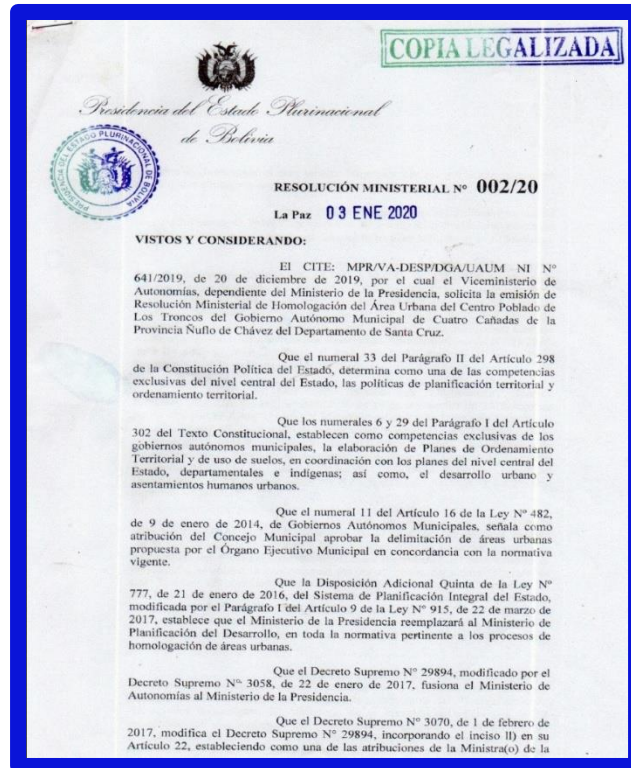 COPIA LEGALIZADA
Presidencia del Estado Plurinacional
de Bolivia
PRESIDENCIA DEL ESTADO PLURINACIONAL DE BOLIVIA
RESOLUCIÓN MINISTERIAL Nº 002/20
La Paz 03 ENE 2020
VISTOS Y CONSIDERANDO:
El CITE: MPR/VA-DESP/DGA/UAUM NI Nº
641/2019, de 20 de diciembre de 2019, por el cual el Viceministerio de
Autonomías, dependiente del Ministerio de la Presidencia, solicita la emisión de
Resolución Ministerial de Homologación del Área Urbana del Centro Poblado de
Los Troncos del Gobierno Autónomo Municipal de Cuatro Cañadas de la
Provincia Ñuflo de Chávez del Departamento de Santa Cruz.
Que el numeral 33 del Parágrafo II del Artículo 298
de la Constitución Política del Estado, determina como una de las competencias
exclusivas del nivel central del Estado, las políticas de planificación territorial y
ordenamiento territorial.
Que los numerales 6 y 29 del Parágrafo I del Artículo
302 del Texto Constitucional, establecen como competencias exclusivas de los
gobiernos autónomos municipales, la elaboración de Planes de Ordenamiento
Territorial y de uso de suelos, en coordinación con los planes del nivel central del
Estado, departamentales e indígenas; así como, el desarrollo urbano y
asentamientos humanos urbanos.
Que el numeral 11 del Artículo 16 de la Ley Nº 482,
de 9 de enero de 2014, de Gobiernos Autónomos Municipales, señala como
atribución del Concejo Municipal aprobar la delimitación de áreas urbanas
propuesta por el Órgano Ejecutivo Municipal en concordancia con la normativa
vigente.
Que la Disposición Adicional Quinta de la Ley Nº
777, de 21 de enero de 2016, del Sistema de Planificación Integral del Estado,
modificada por el Parágrafo I del Artículo 9 de la Ley Nº 915, de 22 de marzo de
2017, establece que el Ministerio de la Presidencia reemplazará al Ministerio de
Planificación del Desarrollo, en toda la normativa pertinente a los procesos de
homologación de áreas urbanas.
Que el Decreto Supremo Nº 29894, modificado por el
Decreto Supremo Nº 3058, de 22 de enero de 2017, fusiona el Ministerio de
Autonomías al Ministerio de la Presidencia.
Que el Decreto Supremo Nº 3070, de 1 de febrero de
2017, modifica el Decreto Supremo Nº 29894, incorporando el inciso ll) en su
Artículo 22, estableciendo como una de las atribuciones de la Ministra(o) de la